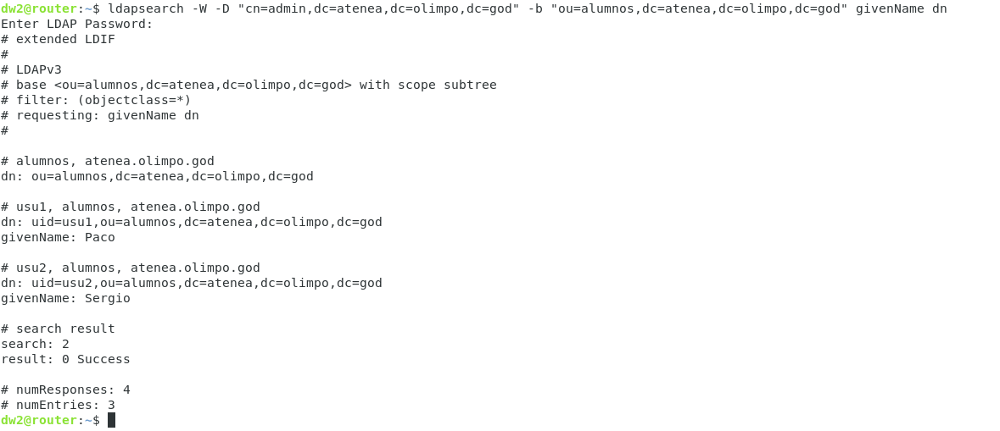 dw2@router:~$ ldapsearch -W -D "cn=admin,dc=atenea,dc=olimpo,dc=god" -b "ou=alumnos,dc=atenea,dc=olimpo,dc=god" givenName dn
Enter LDAP Password:
# extended LDIF
#
# LDAPv3
# base <ou=alumnos,dc=atenea,dc=olimpo,dc=god> with scope subtree
# filter: (objectclass=*)
# requesting: givenName dn
#
# alumnos, atenea.olimpo.god
dn: ou=alumnos,dc=atenea,dc=olimpo,dc=god
# usu1, alumnos, atenea.olimpo.god
dn: uid=usu1,ou=alumnos,dc=atenea,dc=olimpo,dc=god
givenName: Paco
# usu2, alumnos, atenea.olimpo.god
dn: uid=usu2,ou=alumnos,dc=atenea,dc=olimpo,dc=god
givenName: Sergio
# search result
search: 2
result: 0 Success
# numResponses: 4
# numEntries: 3
dw2@router:~$